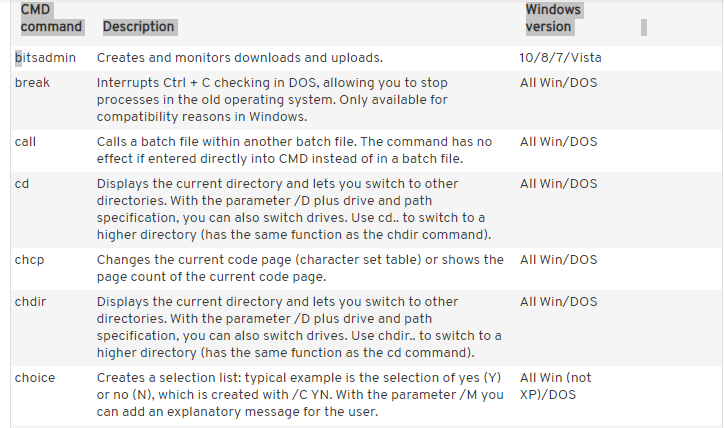 CMD command Description Windows version
bitsadmin Creates and monitors downloads and uploads. 10/8/7/Vista
break Interrupts Ctrl + C checking in DOS, allowing you to stop All Win/DOS
processes in the old operating system. Only available for
compatibility reasons in Windows.
call Calls a batch file within another batch file. The command has no All Win/DOS
effect if entered directly into CMD instead of in a batch file.
cd Displays the current directory and lets you switch to other All Win/DOS
directories. With the parameter /D plus drive and path
specification, you can also switch drives. Use cd.. to switch to a
higher directory (has the same function as the chdir command).
chcp Changes the current code page (character set table) or shows the All Win/DOS
page count of the current code page.
chdir Displays the current directory and lets you switch to other All Win/DOS
directories. With the parameter /D plus drive and path
specification, you can also switch drives. Use chdir.. to switch to a
higher directory (has the same function as the cd command).
choice Creates a selection list: typical example is the selection of yes (Y) All Win (not
or no (N), which is created with /C YN. With the parameter /M you XP)/DOS
can add an explanatory message for the user.